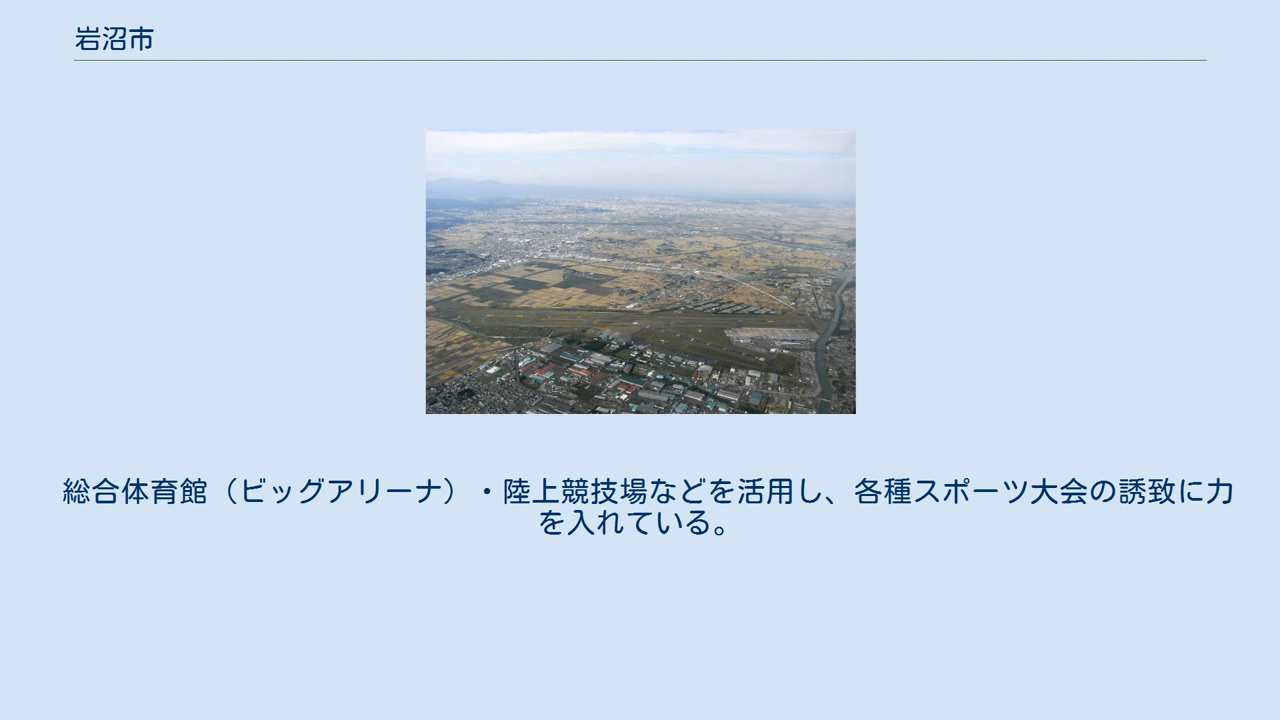 岩沼市
総合体育館（ビッグアリーナ）・陸上競技場などを活用し、各種スポーツ大会の誘致に力
を入れている。